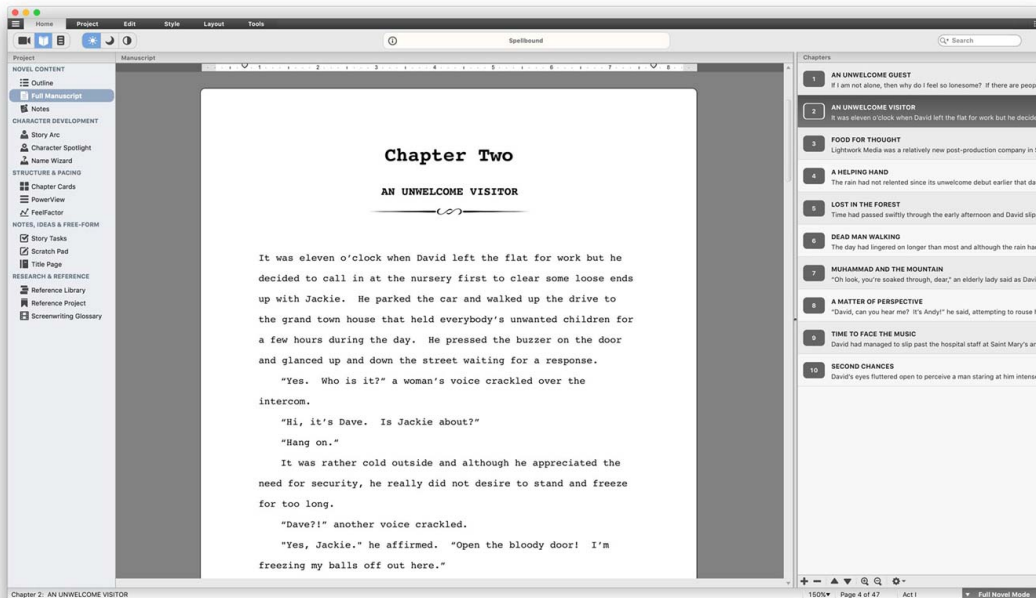 Home Project Edit Style Layout Tools
Spellbound
Search
Project
Manuscript
Chapters
NOVEL CONTENT
Outline
Full Manuscript
Notes
CHARACTER DEVELOPMENT
Story Arc
Character Spotlight
Name Wizard
STRUCTURE & PACING
Chapter Cards
PowerView
FeelFactor
NOTES, IDEAS & FREE-FORM
Story Tasks
Scratch Pad
Title Page
RESEARCH & REFERENCE
Reference Library
Reference Project
Screenwriting Glossary
1 2 3 4 5 6 7 8
Chapter Two
AN UNWELCOME VISITOR
It was eleven o’clock when David left the flat for work but he
decided to call in at the nursery first to clear some loose ends
up with Jackie. He parked the car and walked up the drive to
the grand town house that held everybody’s unwanted children for
a few hours during the day. He pressed the buzzer on the door
and glanced up and down the street waiting for a response.
“Yes. Who is it?” a woman’s voice crackled over the
intercom.
“Hi, it’s Dave. Is Jackie about?”
“Hang on.”
It was rather cold outside and although he appreciated the
need for security, he really did not desire to stand and freeze
for too long.
“Dave?!” another voice crackled.
“Yes, Jackie." he affirmed. “Open the bloody door! I’m
freezing my balls off out here.”
1 AN UNWELCOME GUEST
If I am not alone, then why do I feel so lonesome? If there are peop
2 AN UNWELCOME VISITOR
It was eleven o'clock when David left the flat for work but he decide
3 FOOD FOR THOUGHT
Lightwork Media was a relatively new post-production company in S
4 A HELPING HAND
The rain had not relented since its unwelcome debut earlier that da
5 LOST IN THE FOREST
Time had passed swiftly through the early afternoon and David slip
6 DEAD MAN WALKING
The day had lingered on longer than most and although the rain had
7 MUHAMMAD AND THE MOUNTAIN
"Oh look, you're soaked through, dear," an elderly lady said as Davi
8 A MATTER OF PERSPECTIVE
"David, can you hear me? It's Andy!" he said, attempting to rouse h
9 TIME TO FACE THE MUSIC
David had managed to slip past the hospital staff at Saint Mary's an
10 SECOND CHANCES
David's eyes fluttered open to perceive a man staring at him intense
Chapter 2: AN UNWELCOME VISITOR
150% Page 4 of 47 Act I Full Novel Mode